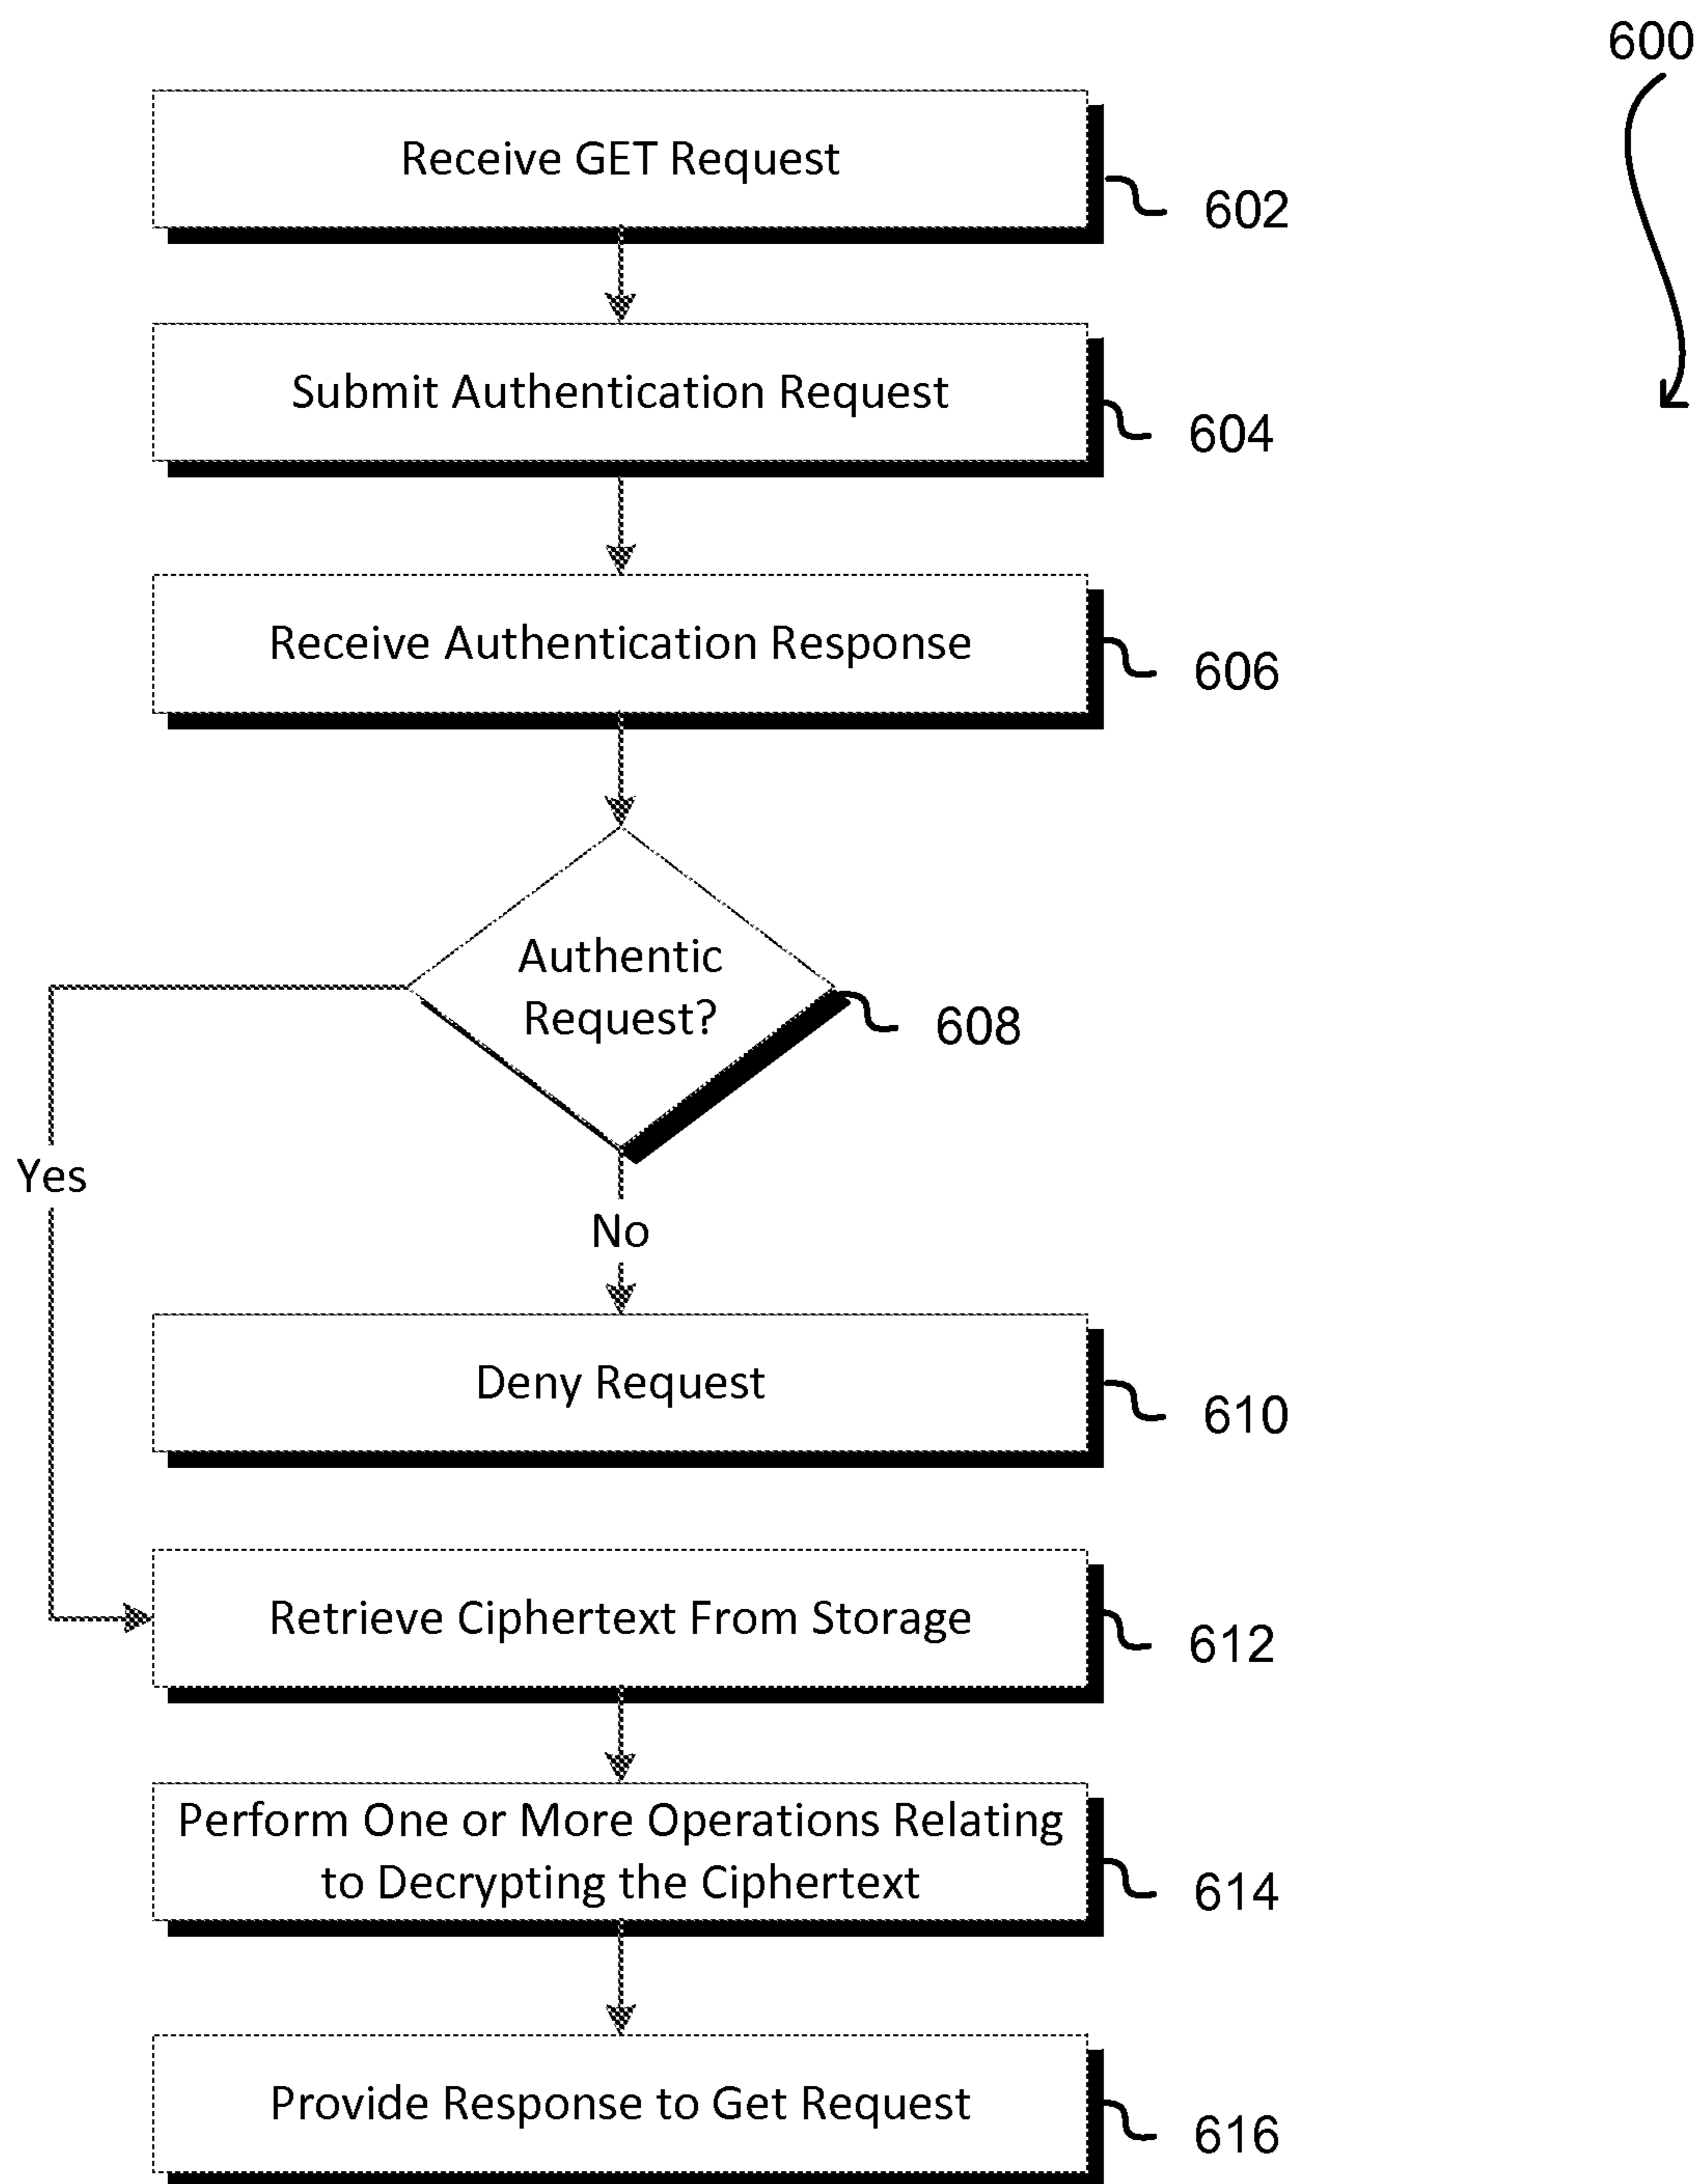 600
Receive GET Request
602
Submit Authentication Request
604
Receive Authentication Response
606
Authentic
Request?
608
Yes
No
Deny Request
610
Retrieve Ciphertext From Storage
612
Perform One or More Operations Relating
to Decrypting the Ciphertext
614
Provide Response to Get Request
616